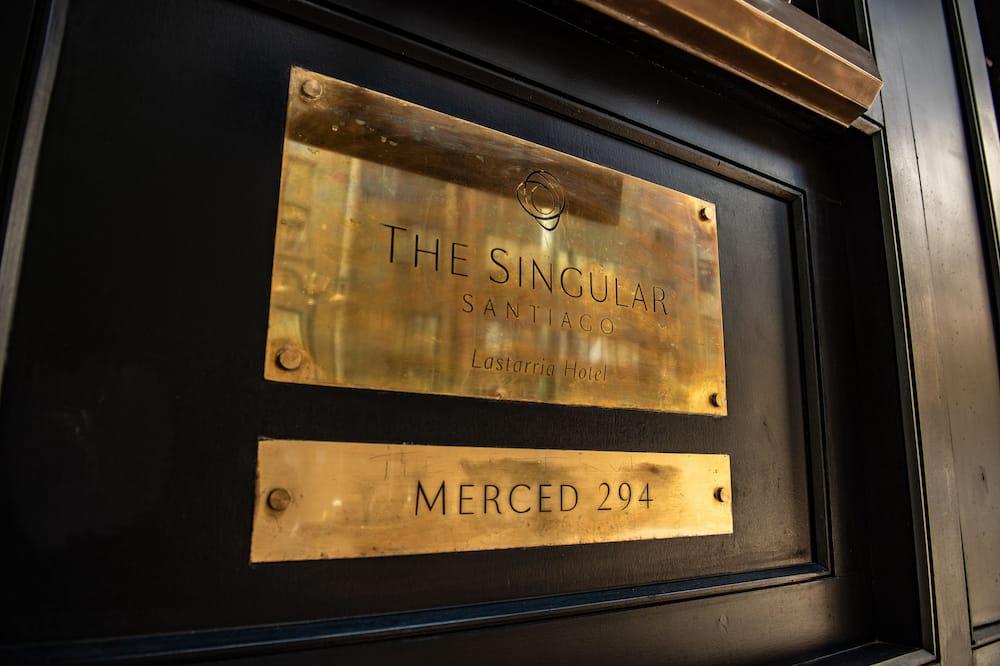 THE SINGULAR
SANTIAGO
Lastarria Hotel
MERCED 294